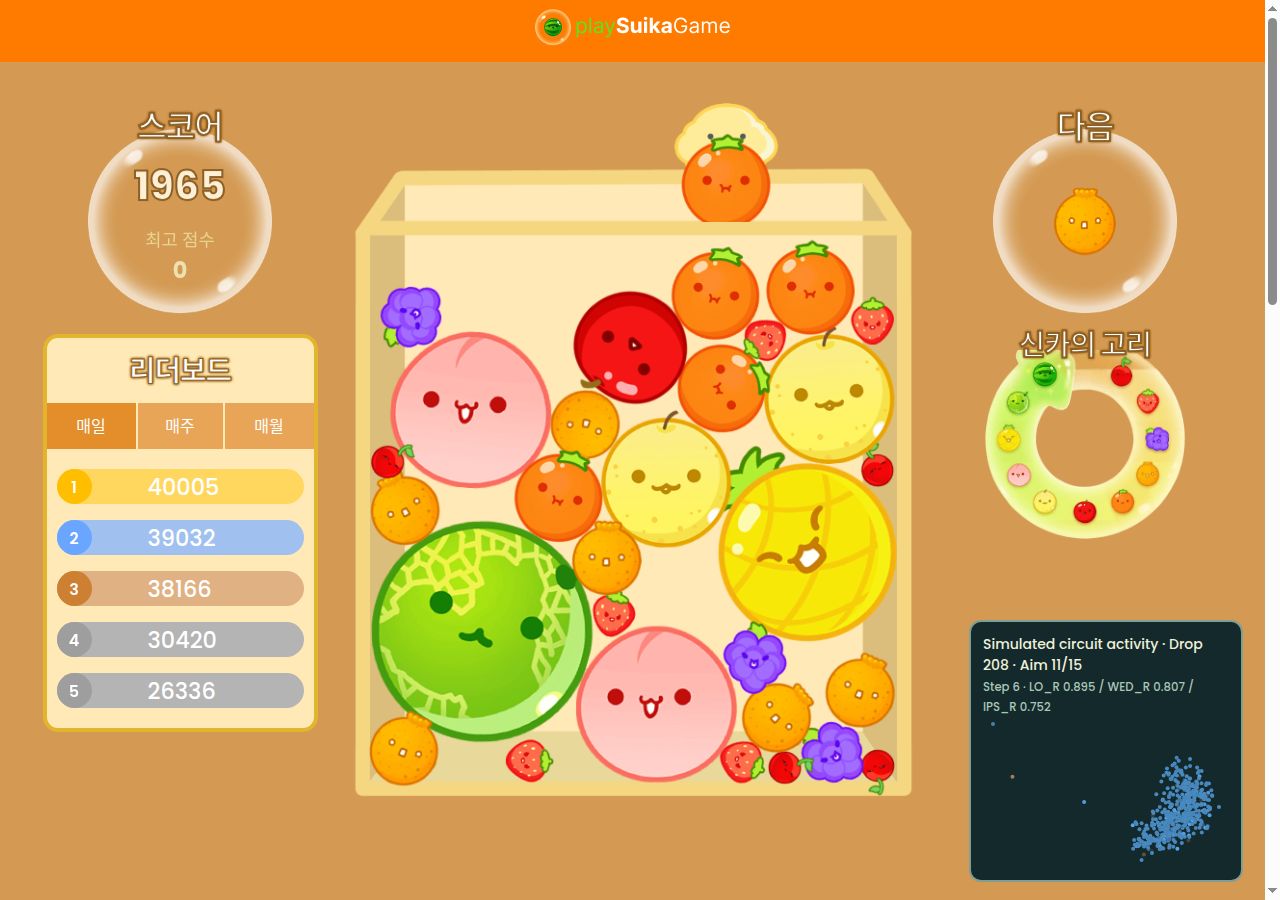 playSuikaGame
스코어
1965
최고 점수
0
리더보드
매일 매주 매월
1 40005
2 39032
3 38166
4 30420
5 26336
다음
신카의 고리
Simulated circuit activity · Drop
208 · Aim 11/15
Step 6 · LO_R 0.895 / WED_R 0.807 /
IPS_R 0.752